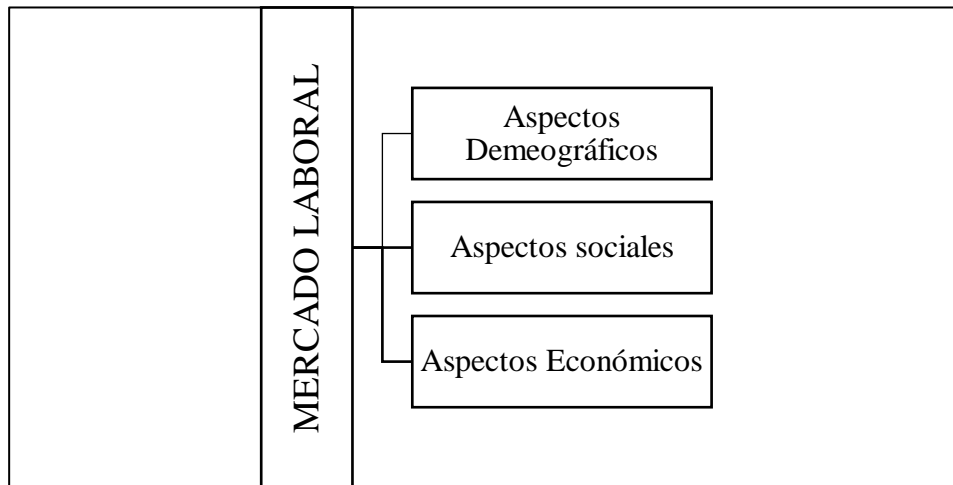 MERCADO LABORAL
Aspectos
Demeográficos
Aspectos sociales
Aspectos Económicos